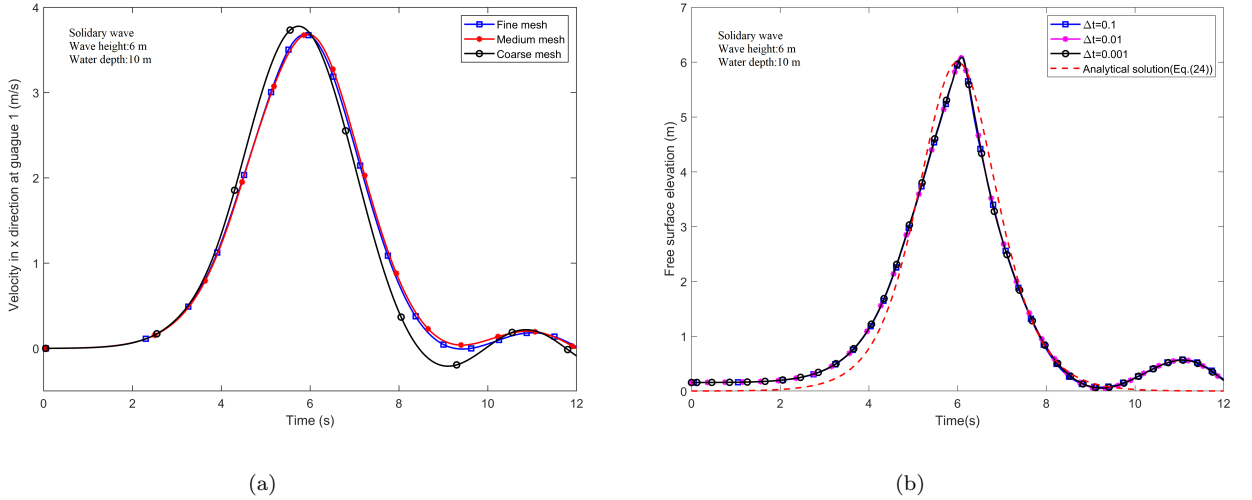 Solidary wave
Wave height:6 m
Water depth:10 m
Fine mesh
Medium mesh
Coarse mesh
Velocity in x direction at guague 1 (m/s)
4
3
2
1
0
0
2
4
6
8
10
12
Time (s)
(a)
Solidary wave
Wave height:6 m
Water depth:10 m
Δt=0.1
Δt=0.01
Δt=0.001
Analytical solution(Eq.(24))
Free surface elevation (m)
7
6
5
4
3
2
1
0
0
2
4
6
8
10
12
Time(s)
(b)